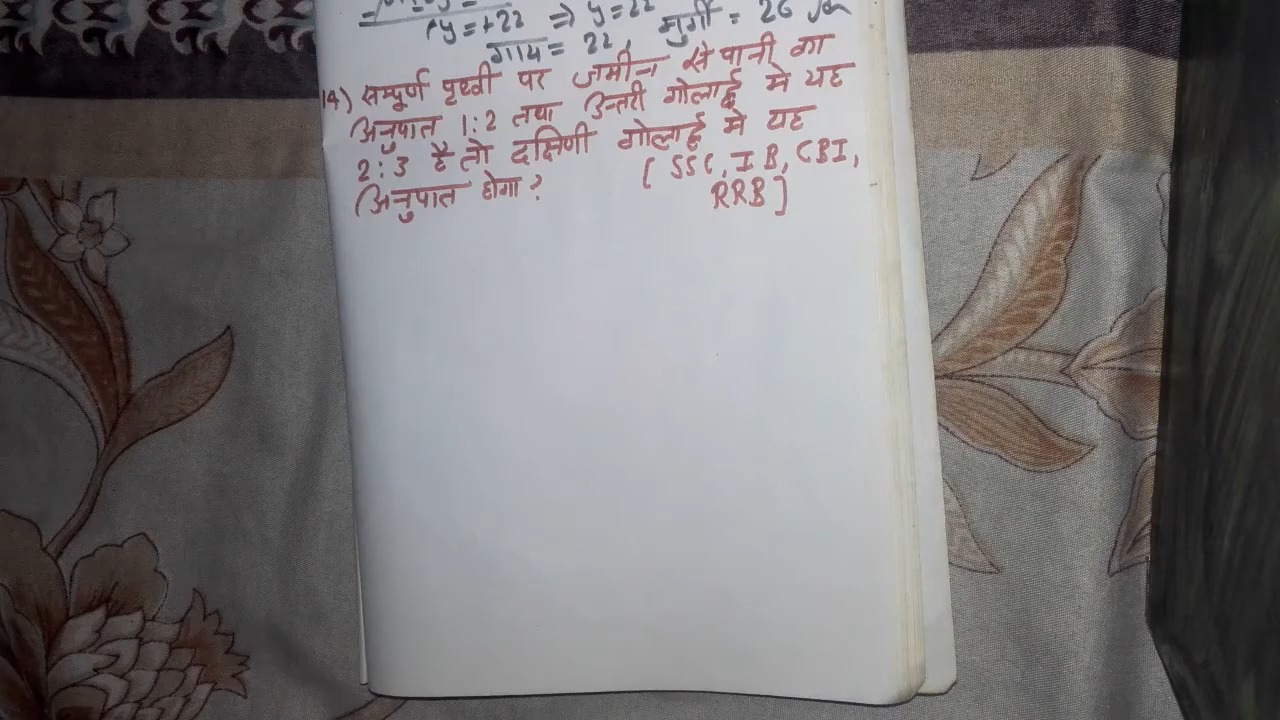 y=+22 ⇒ y=22 मुर्गी = 26
गाय = 22,
14) सम्पूर्ण पृथ्वी पर जमीन से पानी का
अनुपात 1:2 तथा उत्तरी गोलार्द्ध मे यह
2:3 है तो दक्षिणी गोलार्द्ध मे यह
अनुपात होगा? [SSC, IB, CBI,
RRB]